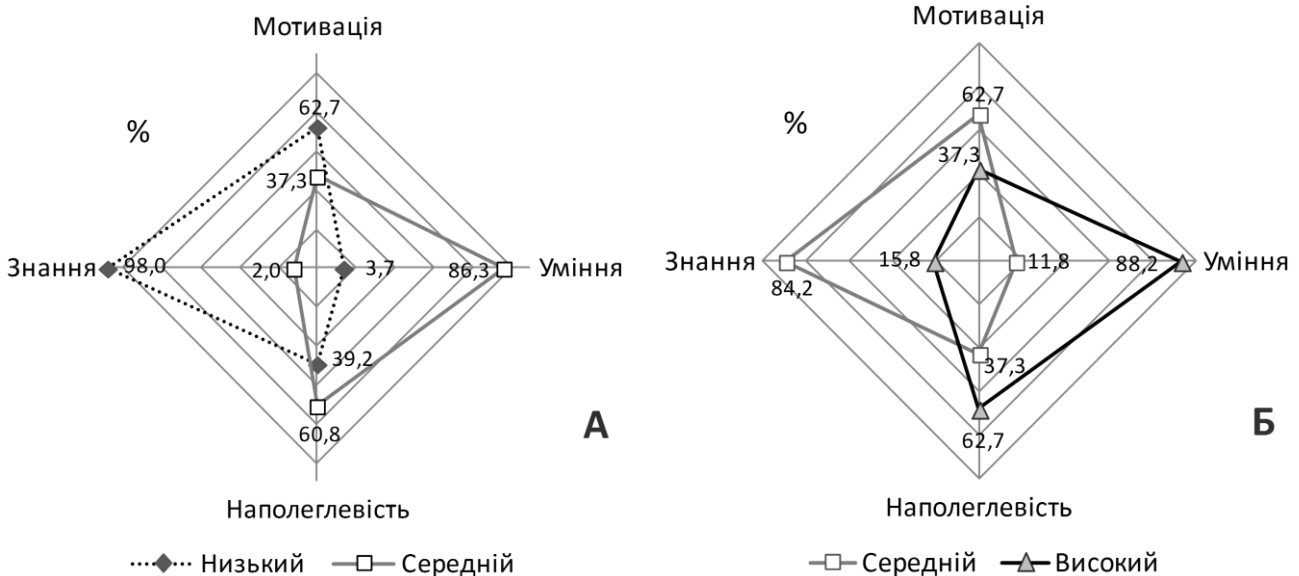 Мотивація
62,7
%
37,3
Знання
98,0
2,0
3,7
86,3
Уміння
39,2
60,8
А
Наполеглевість
Низький
Середній
Мотивація
62,7
%
37,3
Знання
84,2
15,8
11,8
88,2
Уміння
37,3
62,7
Б
Наполеглевість
Середній
Високий